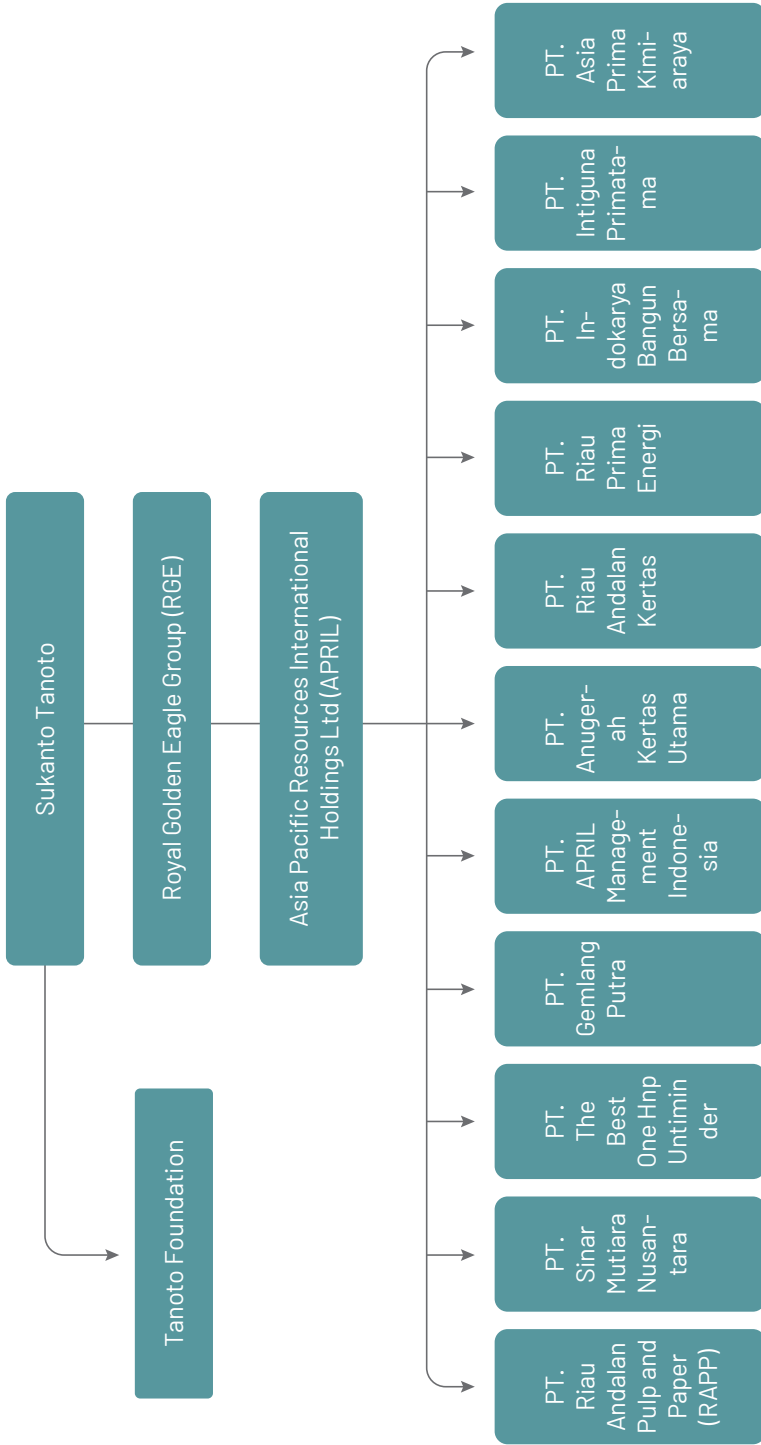 Sukanto Tanoto
Tanoto Foundation
Royal Golden Eagle Group (RGE)
Asia Pacific Resources International
Holdings Ltd (APRIL)
PT.
Riau
Andalan
Pulp and
Paper
(RAPP)
PT.
Sinar
Mutiara
Nusan-
tara
PT.
The
Best
One Hnp
Untimin
der
PT.
Gemlang
Putra
PT.
APRIL
Manage-
ment
Indone-
sia
PT.
Anuger-
ah
Kertas
Utama
PT.
Riau
Andalan
Kertas
PT.
Riau
Prima
Energi
PT.
In-
dokarya
Bangun
Bersa-
ma
PT.
Intiguna
Primata-
ma
PT.
Asia
Prima
Kimi-
araya